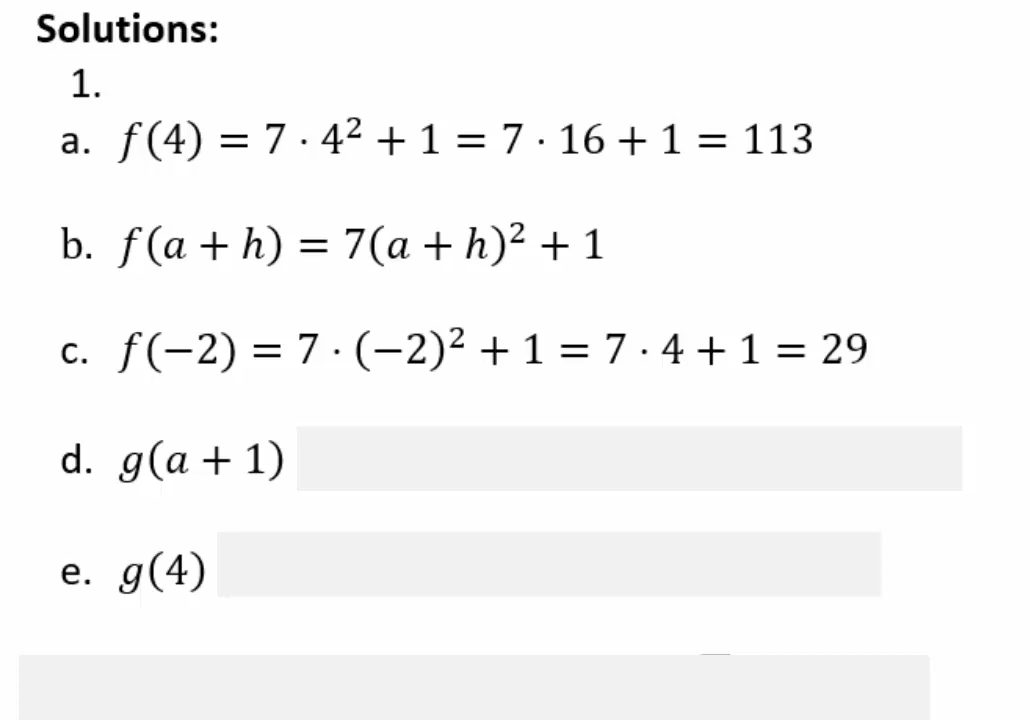 Solutions:
1.
a. f(4) = 7 · 4² + 1 = 7 · 16 + 1 = 113
b. f(a + h) = 7(a + h)² + 1
c. f(−2) = 7 · (−2)² + 1 = 7 · 4 + 1 = 29
d. g(a + 1)
e. g(4)